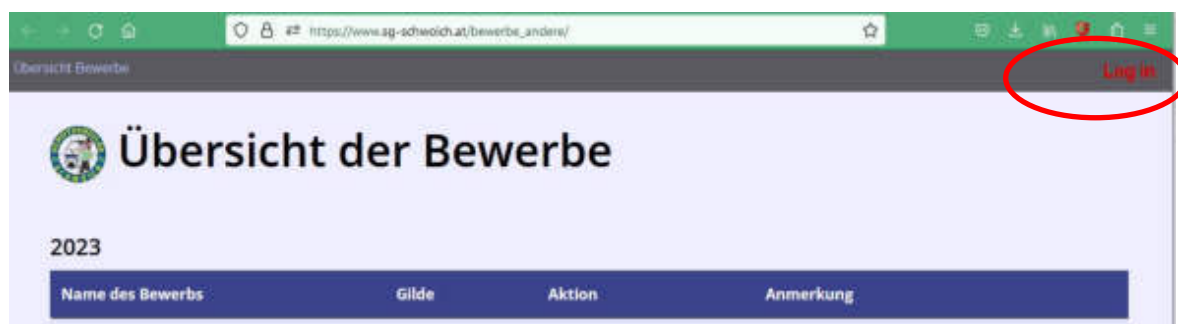 https://www.sg-schwoich.at/bewerbe_andere/
Übersicht Bewerbe
Log in
Übersicht der Bewerbe
2023
Name des Bewerbs Gilde Aktion Anmerkung